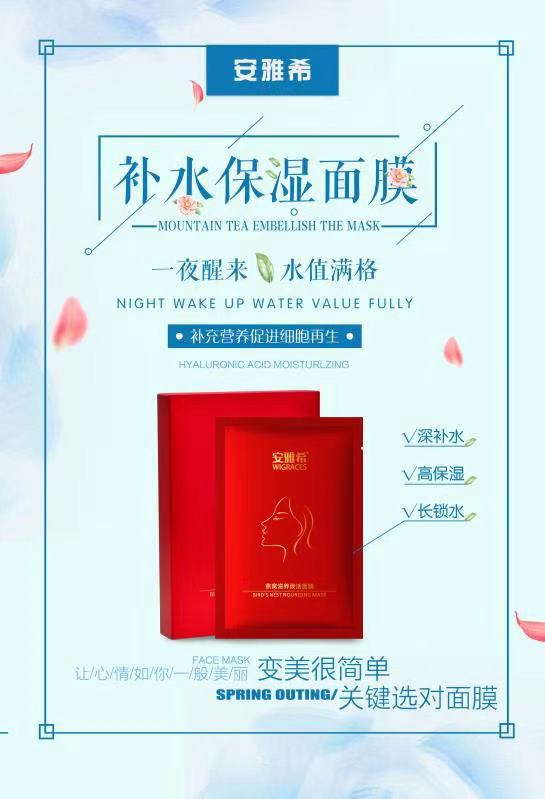 安雅希
补水保湿面膜
MOUNTAIN TEA EMBELLISH THE MASK
一夜醒来 水值满格
NIGHT WAKE UP WATER VALUE FULLY
补充营养促进细胞再生
HYALURONIC ACID MOISTURLZING
√深补水
√高保湿
√长锁水
安雅希
WIGRACES
燕窝滋养焕活面膜
BIRD'S NEST NOURISING MASK
FACE MASK
让/心/情/如/你/一/般/美/丽
变美很简单
SPRING OUTING/关键选对面膜